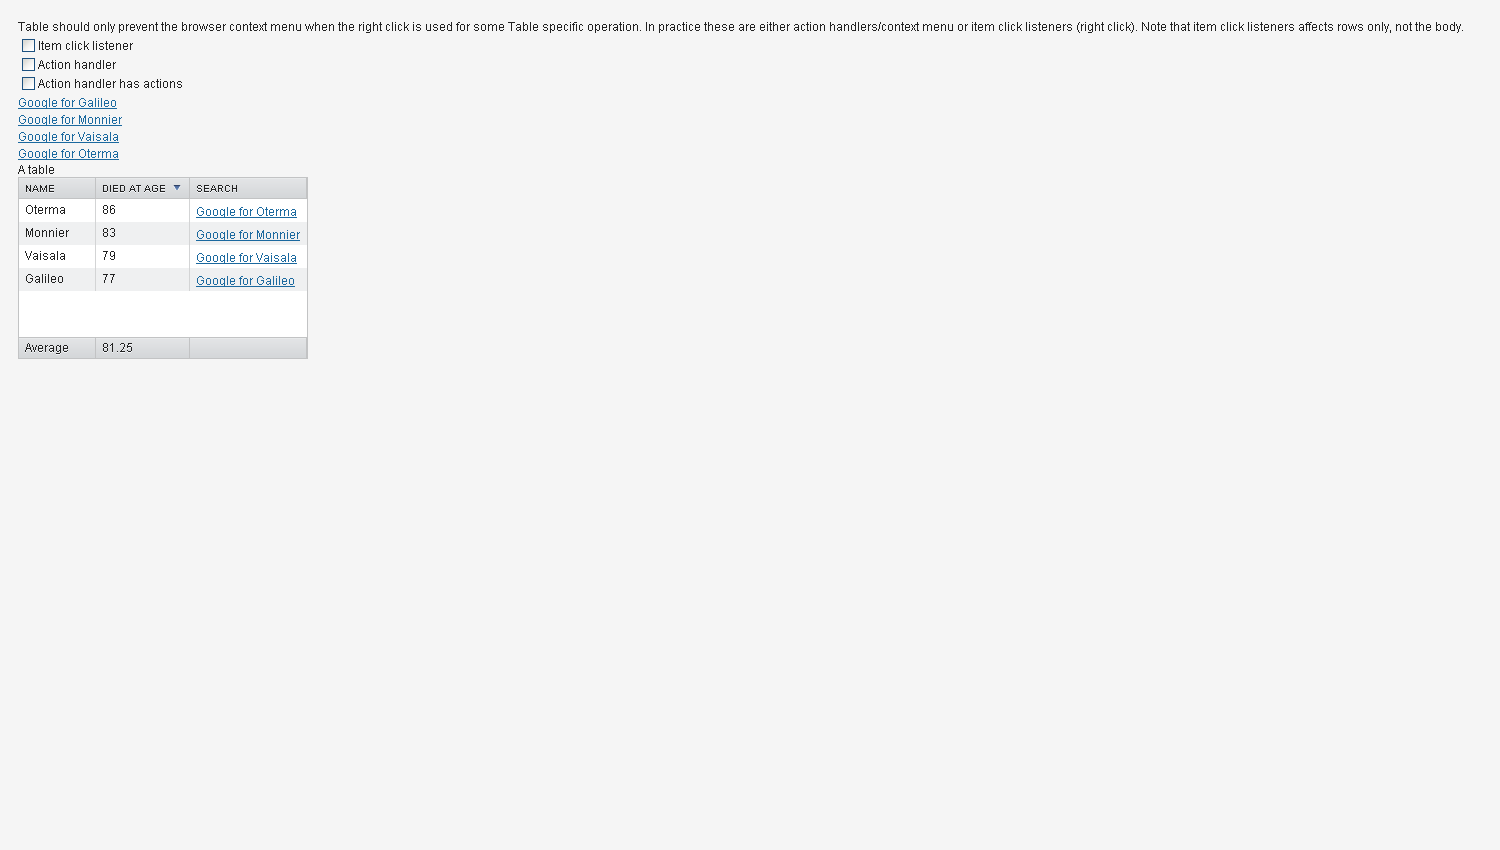 Table should only prevent the browser context menu when the right click is used for some Table specific operation. In practice these are either action handlers/context menu or item click listeners (right click). Note that item click listeners affects rows only, not the body.
Item click listener
Action handler
Action handler has actions
Google for Galileo
Google for Monnier
Google for Vaisala
Google for Oterma
A table
NAME DIED AT AGE SEARCH
Oterma 86 Google for Oterma
Monnier 83 Google for Monnier
Vaisala 79 Google for Vaisala
Galileo 77 Google for Galileo
Average 81.25